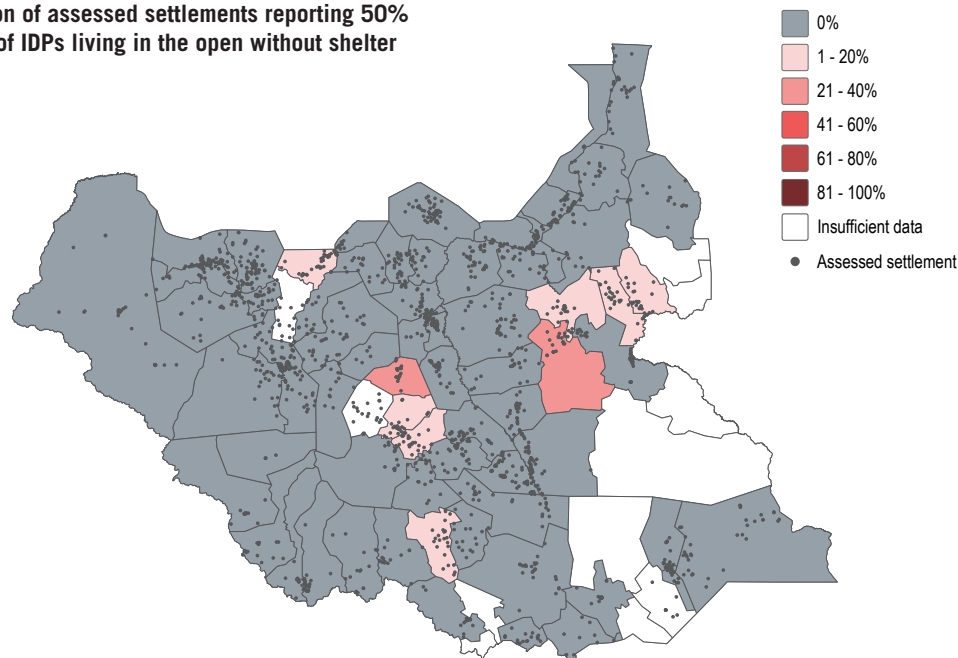 on of assessed settlements reporting 50%
of IDPs living in the open without shelter
0%
1 - 20%
21 - 40%
41 - 60%
61 - 80%
81 - 100%
Insufficient data
Assessed settlement